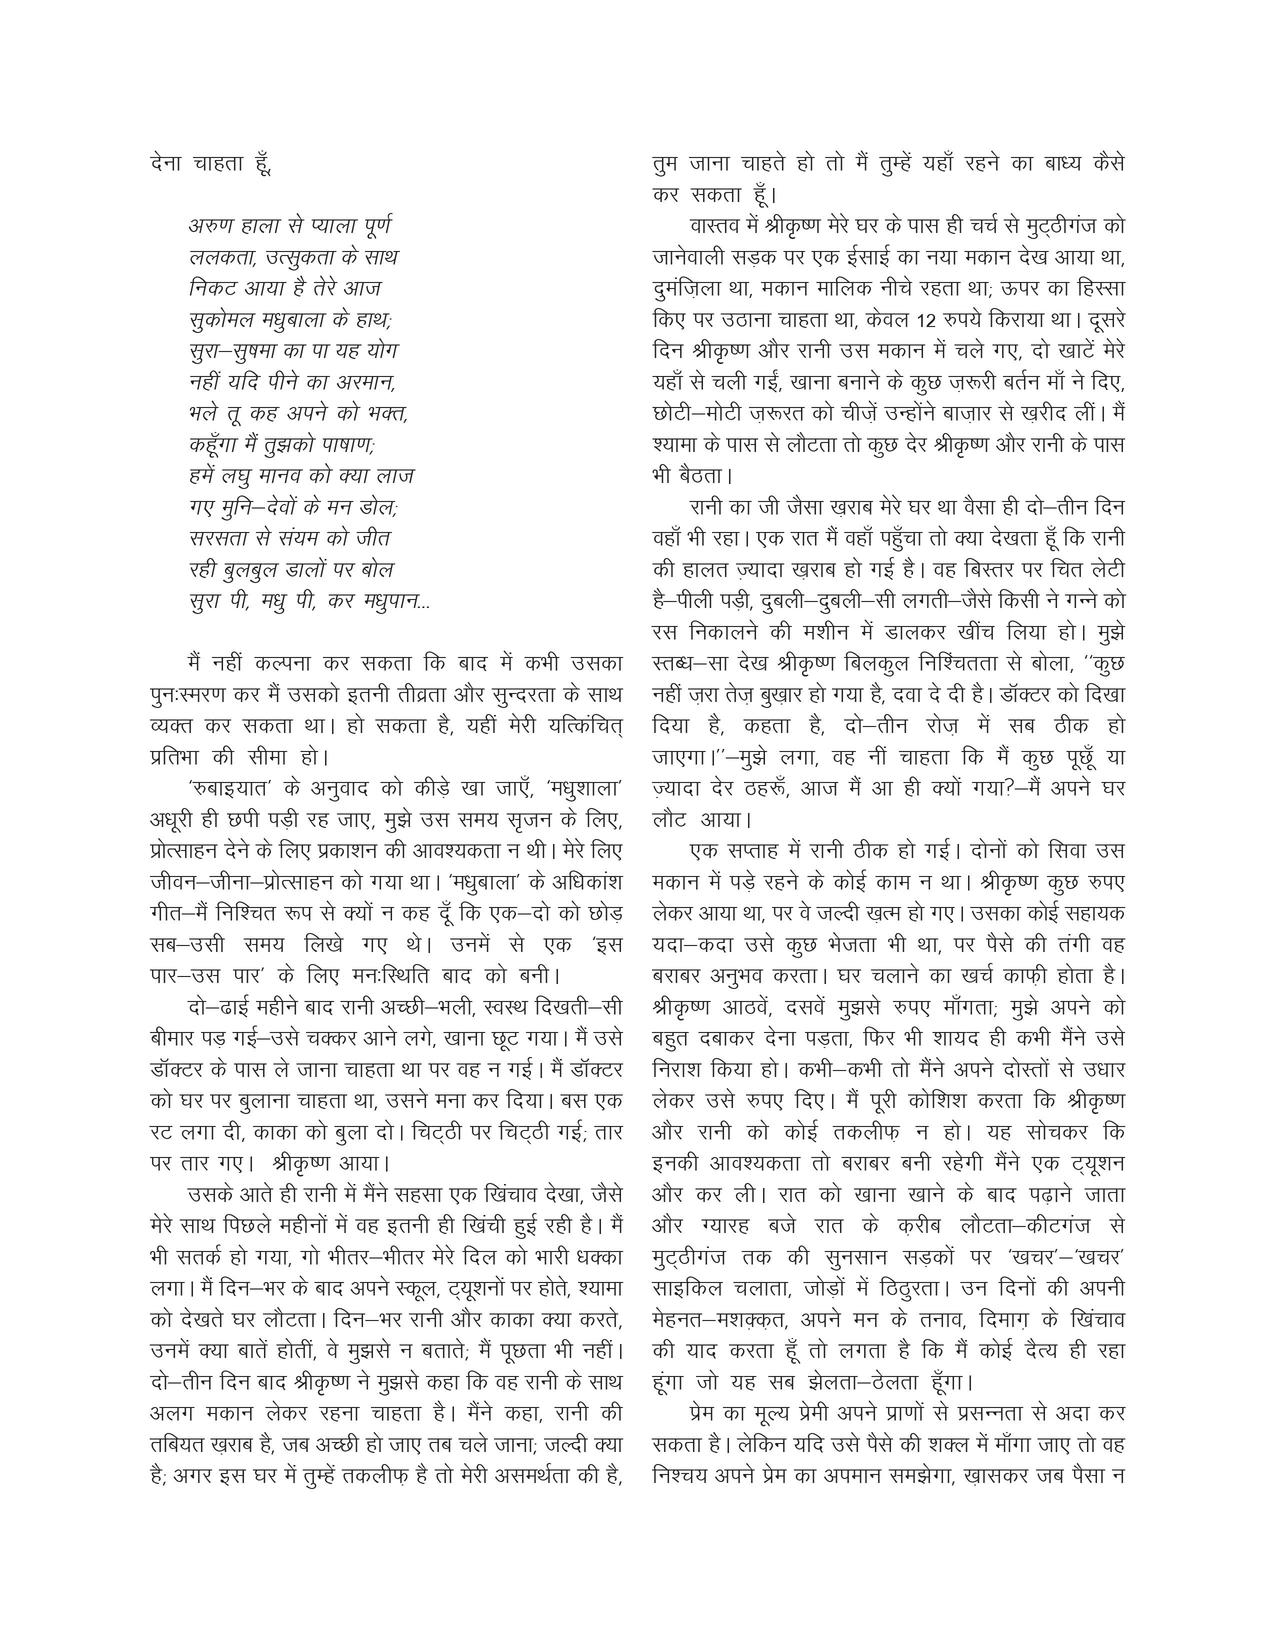 देना चाहता हूँ,
अरुण हाला से प्याला पूर्ण
ललकता, उत्सुकता के साथ
निकट आया है तेरे आज
सुकोमल मधुबाला के हाथ;
सुरा–सुषमा का पा यह योग
नहीं यदि पीने का अरमान,
भले तू कह अपने को भक्त,
कहूँगा मैं तुझको पाषाण;
हमें लघु मानव को क्या लाज
गए मुनि–देवों के मन डोल;
सरसता से संयम को जीत
रही बुलबुल डालों पर बोल
सुरा पी, मधु पी, कर मधुपान...
मैं नहीं कल्पना कर सकता कि बाद में कभी उसका
पुनःस्मरण कर मैं उसको इतनी तीव्रता और सुन्दरता के साथ
व्यक्त कर सकता था। हो सकता है, यहीं मेरी यत्किंचित्
प्रतिभा की सीमा हो।
'रुबाइयात' के अनुवाद को कीड़े खा जाएँ, 'मधुशाला'
अधूरी ही छपी पड़ी रह जाए, मुझे उस समय सृजन के लिए,
प्रोत्साहन देने के लिए प्रकाशन की आवश्यकता न थी। मेरे लिए
जीवन–जीना–प्रोत्साहन को गया था। 'मधुबाला' के अधिकांश
गीत–मैं निश्चित रूप से क्यों न कह दूँ कि एक–दो को छोड़
सब–उसी समय लिखे गए थे। उनमें से एक 'इस
पार–उस पार' के लिए मनःस्थिति बाद को बनी।
दो–ढाई महीने बाद रानी अच्छी–भली, स्वस्थ दिखती–सी
बीमार पड़ गई–उसे चक्कर आने लगे, खाना छूट गया। मैं उसे
डॉक्टर के पास ले जाना चाहता था पर वह न गई। मैं डॉक्टर
को घर पर बुलाना चाहता था, उसने मना कर दिया। बस एक
रट लगा दी, काका को बुला दो। चिट्ठी पर चिट्ठी गई; तार
पर तार गए। श्रीकृष्ण आया।
उसके आते ही रानी में मैंने सहसा एक खिंचाव देखा, जैसे
मेरे साथ पिछले महीनों में वह इतनी ही खिंची हुई रही है। मैं
भी सतर्क हो गया, गो भीतर–भीतर मेरे दिल को भारी धक्का
लगा। मैं दिन–भर के बाद अपने स्कूल, ट्यूशनों पर होते, श्यामा
को देखते घर लौटता। दिन–भर रानी और काका क्या करते,
उनमें क्या बातें होतीं, वे मुझसे न बताते; मैं पूछता भी नहीं।
दो–तीन दिन बाद श्रीकृष्ण ने मुझसे कहा कि वह रानी के साथ
अलग मकान लेकर रहना चाहता है। मैंने कहा, रानी की
तबियत ख़राब है, जब अच्छी हो जाए तब चले जाना; जल्दी क्या
है; अगर इस घर में तुम्हें तकलीफ़ है तो मेरी असमर्थता की है,
तुम जाना चाहते हो तो मैं तुम्हें यहाँ रहने का बाध्य कैसे
कर सकता हूँ।
वास्तव में श्रीकृष्ण मेरे घर के पास ही चर्च से मुट्ठीगंज को
जानेवाली सड़क पर एक ईसाई का नया मकान देख आया था,
दुमंज़िला था, मकान मालिक नीचे रहता था; ऊपर का हिस्सा
किए पर उठाना चाहता था, केवल 12 रुपये किराया था। दूसरे
दिन श्रीकृष्ण और रानी उस मकान में चले गए, दो खाटें मेरे
यहाँ से चली गईं, खाना बनाने के कुछ ज़रूरी बर्तन माँ ने दिए,
छोटी–मोटी ज़रूरत को चीज़ें उन्होंने बाज़ार से ख़रीद लीं। मैं
श्यामा के पास से लौटता तो कुछ देर श्रीकृष्ण और रानी के पास
भी बैठता।
रानी का जी जैसा ख़राब मेरे घर था वैसा ही दो–तीन दिन
वहाँ भी रहा। एक रात मैं वहाँ पहुँचा तो क्या देखता हूँ कि रानी
की हालत ज़्यादा ख़राब हो गई है। वह बिस्तर पर चित लेटी
है–पीली पड़ी, दुबली–दुबली–सी लगती–जैसे किसी ने गन्ने को
रस निकालने की मशीन में डालकर खींच लिया हो। मुझे
स्तब्ध–सा देख श्रीकृष्ण बिलकुल निश्चिंतता से बोला, ''कुछ
नहीं ज़रा तेज़ बुख़ार हो गया है, दवा दे दी है। डॉक्टर को दिखा
दिया है, कहता है, दो–तीन रोज़ में सब ठीक हो
जाएगा।''–मुझे लगा, वह नीं चाहता कि मैं कुछ पूछूँ या
ज़्यादा देर ठहरूँ, आज मैं आ ही क्यों गया?–मैं अपने घर
लौट आया।
एक सप्ताह में रानी ठीक हो गई। दोनों को सिवा उस
मकान में पड़े रहने के कोई काम न था। श्रीकृष्ण कुछ रुपए
लेकर आया था, पर वे जल्दी ख़त्म हो गए। उसका कोई सहायक
यदा–कदा उसे कुछ भेजता भी था, पर पैसे की तंगी वह
बराबर अनुभव करता। घर चलाने का खर्च काफ़ी होता है।
श्रीकृष्ण आठवें, दसवें मुझसे रुपए माँगता; मुझे अपने को
बहुत दबाकर देना पड़ता, फिर भी शायद ही कभी मैंने उसे
निराश किया हो। कभी–कभी तो मैंने अपने दोस्तों से उधार
लेकर उसे रुपए दिए। मैं पूरी कोशिश करता कि श्रीकृष्ण
और रानी को कोई तकलीफ़ न हो। यह सोचकर कि
इनकी आवश्यकता तो बराबर बनी रहेगी मैंने एक ट्यूशन
और कर ली। रात को खाना खाने के बाद पढ़ाने जाता
और ग्यारह बजे रात के क़रीब लौटता–कीटगंज से
मुट्ठीगंज तक की सुनसान सड़कों पर 'खचर'–'खचर'
साइकिल चलाता, जोड़ों में ठिठुरता। उन दिनों की अपनी
मेहनत–मशक़्क़त, अपने मन के तनाव, दिमाग़ के खिंचाव
की याद करता हूँ तो लगता है कि मैं कोई दैत्य ही रहा
हूंगा जो यह सब झेलता–ठेलता हूँगा।
प्रेम का मूल्य प्रेमी अपने प्राणों से प्रसन्नता से अदा कर
सकता है। लेकिन यदि उसे पैसे की शक्ल में माँगा जाए तो वह
निश्चय अपने प्रेम का अपमान समझेगा, ख़ासकर जब पैसा न